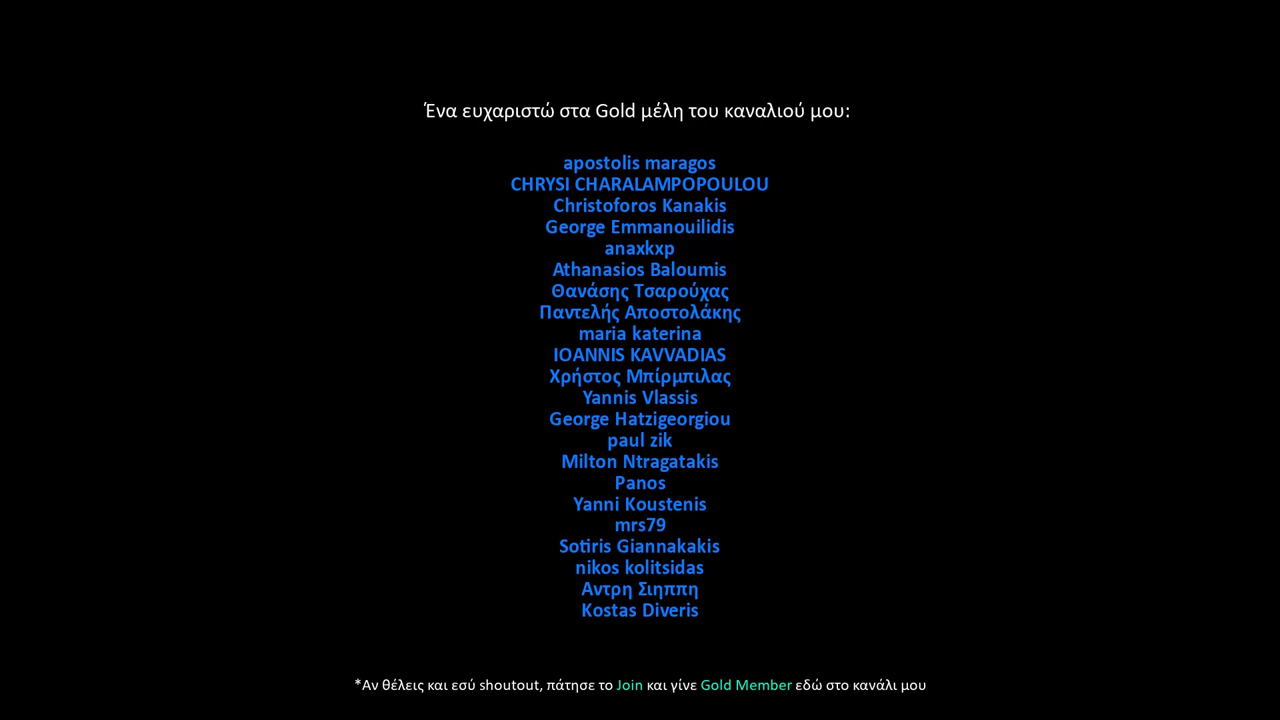 Ένα ευχαριστώ στα Gold μέλη του καναλιού μου:
apostolis maragos
CHRYSI CHARALAMPOPOULOU
Christoforos Kanakis
George Emmanouilidis
anaxkxp
Athanasios Baloumis
Θανάσης Τσαρούχας
Παντελής Αποστολάκης
maria katerina
IOANNIS KAVVADIAS
Χρήστος Μπίρμπιλας
Yannis Vlassis
George Hatzigeorgiou
paul zik
Milton Ntragatakis
Panos
Yanni Koustenis
mrs79
Sotiris Giannakakis
nikos kolitsidas
Αντρη Σιηππη
Kostas Diveris
*Αν θέλεις και εσύ shoutout, πάτησε το Join και γίνε Gold Member εδώ στο κανάλι μου